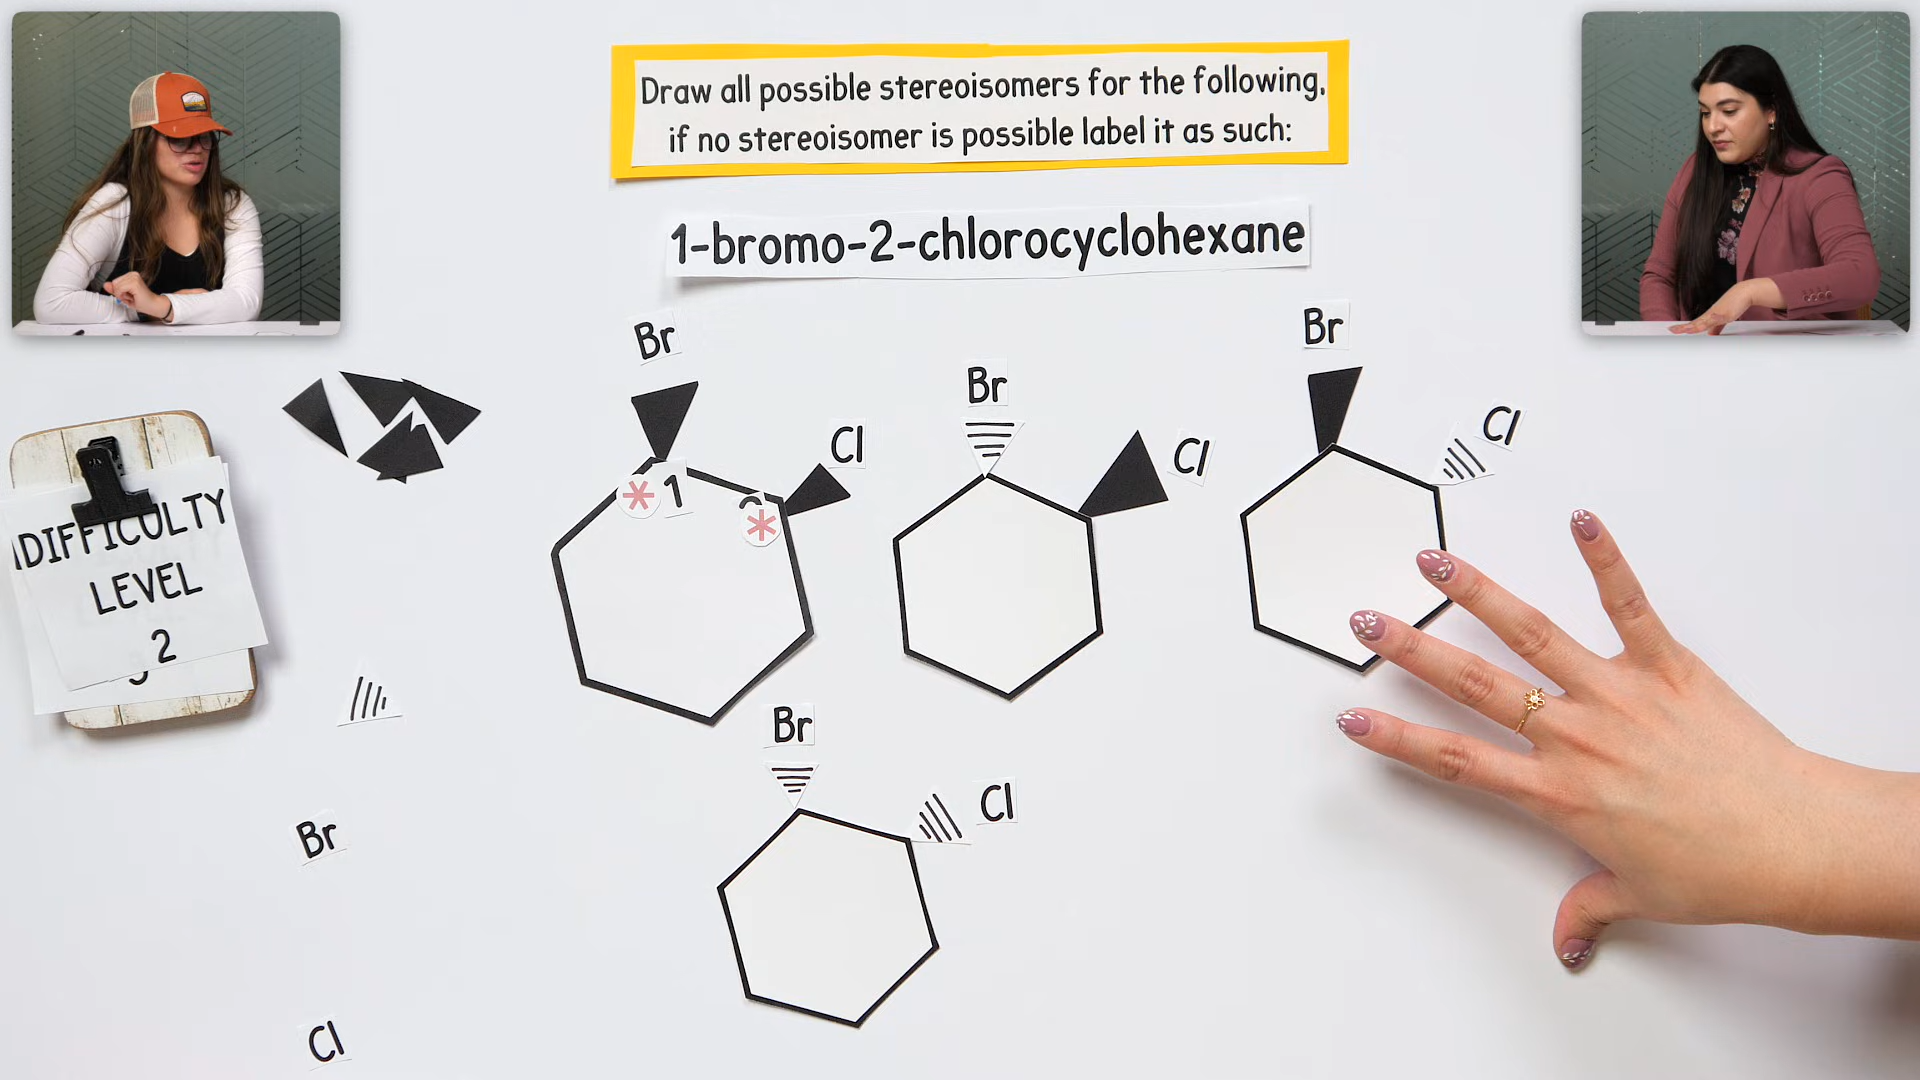 Draw all possible stereoisomers for the following,
if no stereoisomer is possible label it as such:
1-bromo-2-chlorocyclohexane
Br
Br
Br
Cl
Cl
Cl
* 1
*
DIFFICULTY
LEVEL
2
Br
Cl
Br
Cl